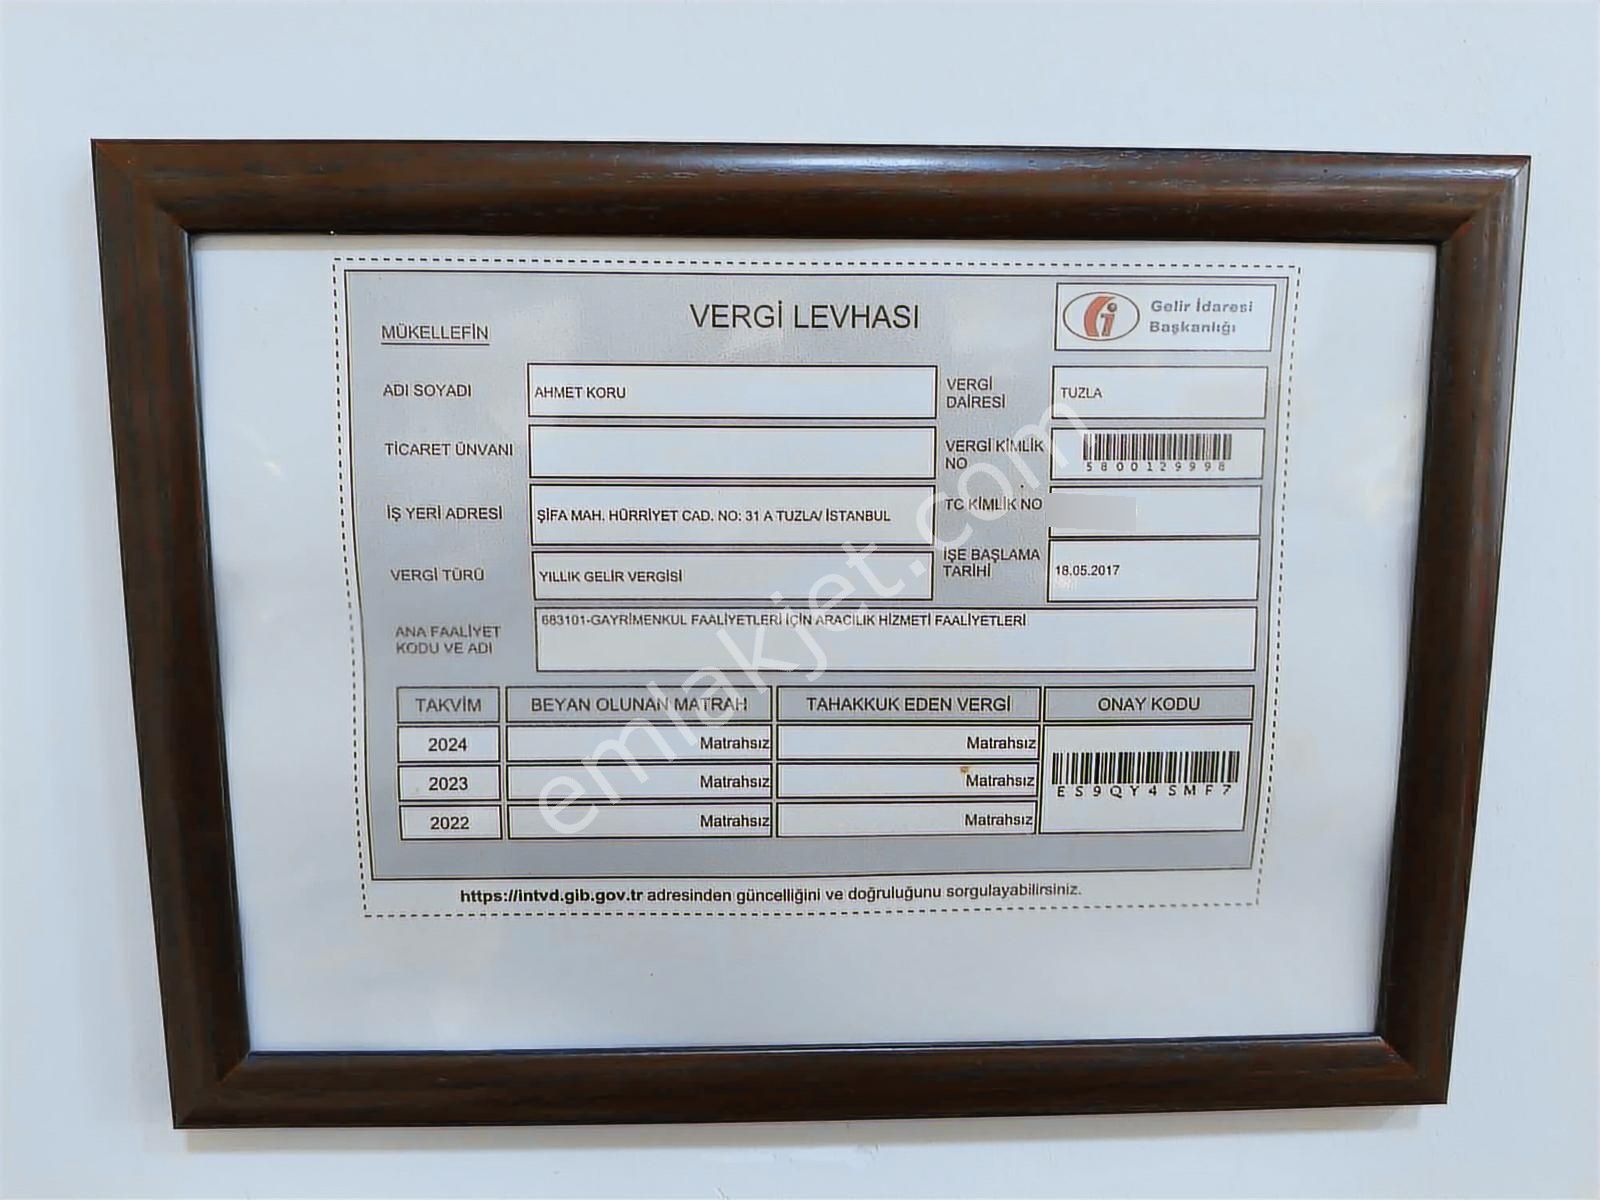 VERGİ LEVHASI
Gelir İdaresi
Başkanlığı
MÜKELLEFİN
ADI SOYADI
AHMET KORU
VERGİ
DAİRESİ
TUZLA
TİCARET ÜNVANI
VERGİ KİMLİK
NO
5800129998
İŞ YERİ ADRESİ
ŞİFA MAH. HÜRRİYET CAD. NO: 31 A TUZLA/ İSTANBUL
TC KİMLİK NO
VERGİ TÜRÜ
YILLIK GELİR VERGİSİ
İŞE BAŞLAMA
TARİHİ
18.05.2017
ANA FAALİYET
KODU VE ADI
683101-GAYRİMENKUL FAALİYETLERİ İÇİN ARACILIK HİZMETİ FAALİYETLERİ
TAKVİM BEYAN OLUNAN MATRAH TAHAKKUK EDEN VERGİ ONAY KODU
2024 Matrahsız Matrahsız
2023 Matrahsız Matrahsız
ES9QY4SMF7
2022 Matrahsız Matrahsız
https://intvd.gib.gov.tr adresinden güncelliğini ve doğruluğunu sorgulayabilirsiniz.
emlakjet.com